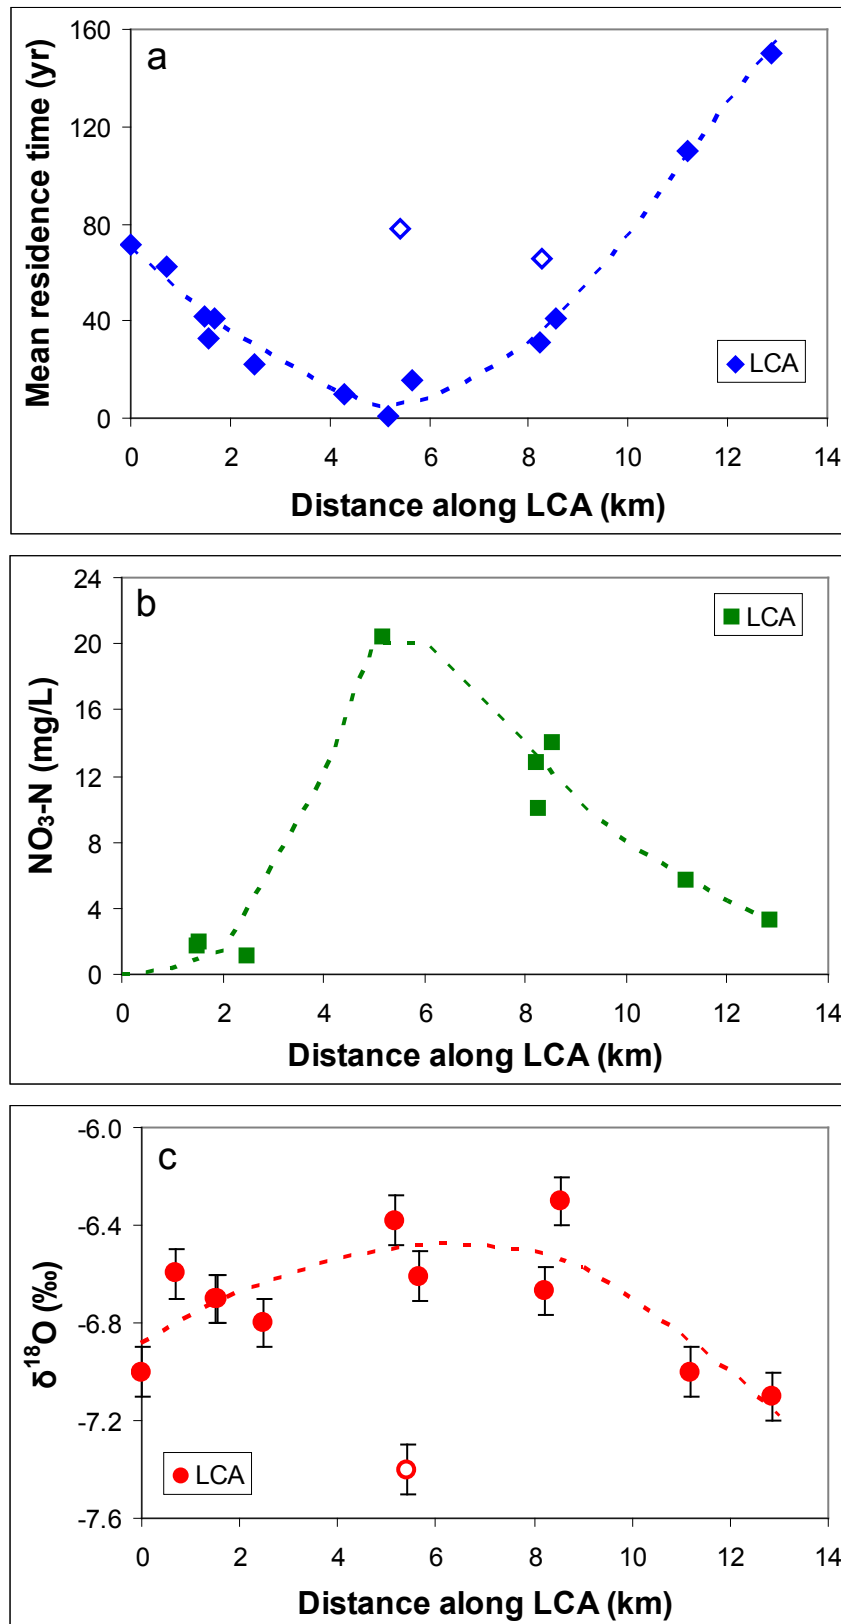 a
Mean residence time (yr)
160
120
80
40
0
LCA
0 2 4 6 8 10 12 14
Distance along LCA (km)
b
NO₃-N (mg/L)
24
20
16
12
8
4
0
LCA
0 2 4 6 8 10 12 14
Distance along LCA (km)
c
δ¹⁸O (‰)
-6.0
-6.4
-6.8
-7.2
-7.6
LCA
0 2 4 6 8 10 12 14
Distance along LCA (km)